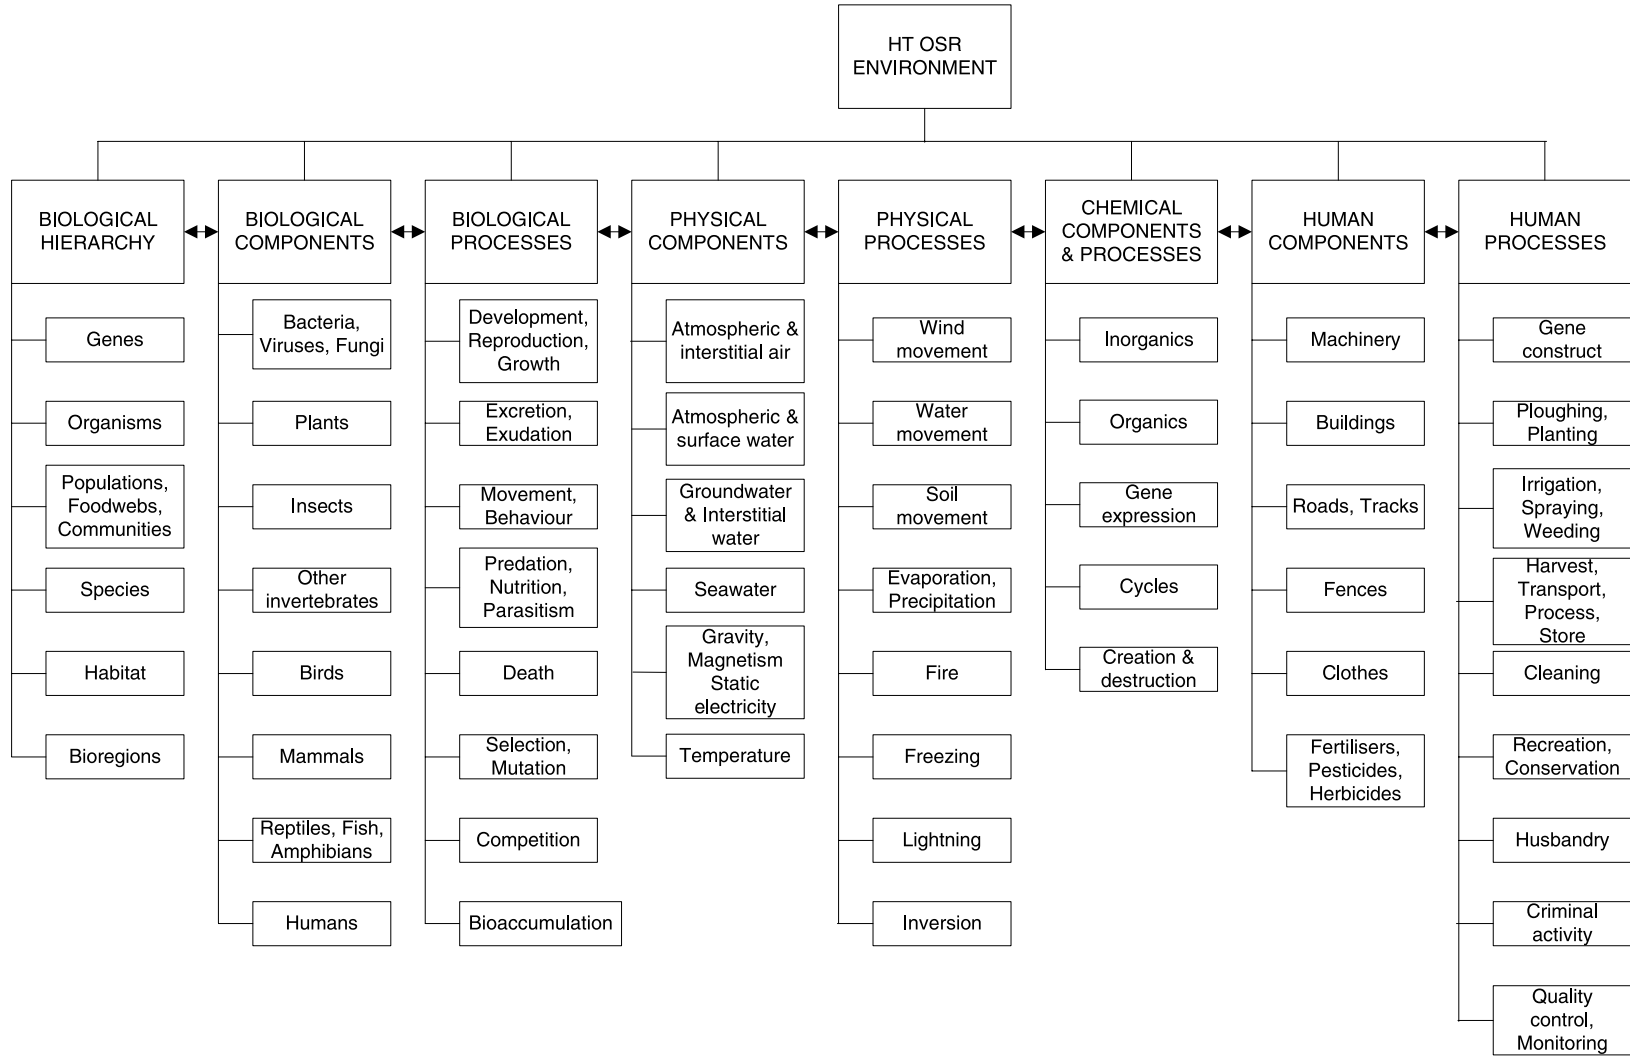 HT OSR
ENVIRONMENT
BIOLOGICAL
HIERARCHY
Genes
Organisms
Populations,
Foodwebs,
Communities
Species
Habitat
Bioregions
BIOLOGICAL
COMPONENTS
Bacteria,
Viruses, Fungi
Plants
Insects
Other
invertebrates
Birds
Mammals
Reptiles, Fish,
Amphibians
Humans
BIOLOGICAL
PROCESSES
Development,
Reproduction,
Growth
Excretion,
Exudation
Movement,
Behaviour
Predation,
Nutrition,
Parasitism
Death
Selection,
Mutation
Competition
Bioaccumulation
PHYSICAL
COMPONENTS
Atmospheric &
interstitial air
Atmospheric &
surface water
Groundwater
& Interstitial
water
Seawater
Gravity,
Magnetism
Static
electricity
Temperature
PHYSICAL
PROCESSES
Wind
movement
Water
movement
Soil
movement
Evaporation,
Precipitation
Fire
Freezing
Lightning
Inversion
CHEMICAL
COMPONENTS
& PROCESSES
Inorganics
Organics
Gene
expression
Cycles
Creation &
destruction
HUMAN
COMPONENTS
Machinery
Buildings
Roads, Tracks
Fences
Clothes
Fertilisers,
Pesticides,
Herbicides
HUMAN
PROCESSES
Gene
construct
Ploughing,
Planting
Irrigation,
Spraying,
Weeding
Harvest,
Transport,
Process,
Store
Cleaning
Recreation,
Conservation
Husbandry
Criminal
activity
Quality
control,
Monitoring